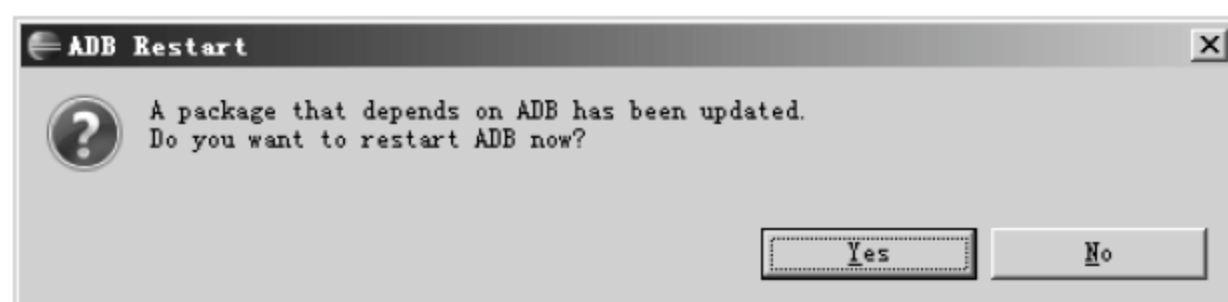 ADB Restart
A package that depends on ADB has been updated.
Do you want to restart ADB now?
Yes
No